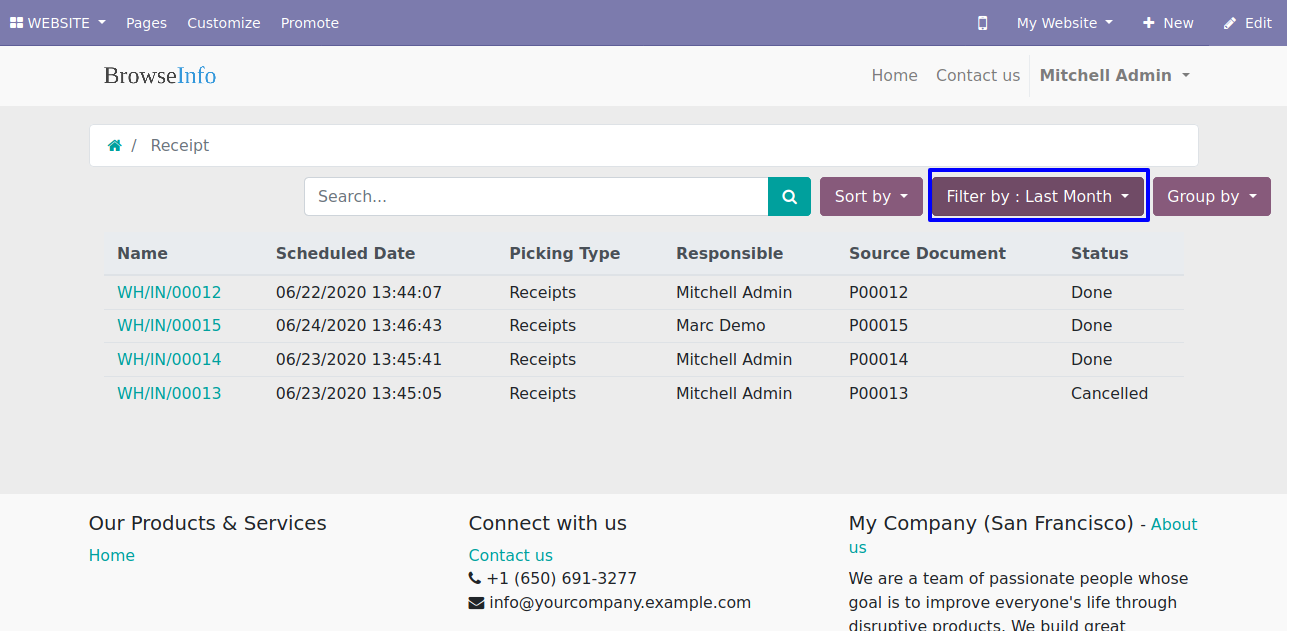 WEBSITE Pages Customize Promote My Website New Edit
BrowseInfo Home Contact us Mitchell Admin
/ Receipt
Search... Sort by Filter by : Last Month Group by
Name Scheduled Date Picking Type Responsible Source Document Status
WH/IN/00012 06/22/2020 13:44:07 Receipts Mitchell Admin P00012 Done
WH/IN/00015 06/24/2020 13:46:43 Receipts Marc Demo P00015 Done
WH/IN/00014 06/23/2020 13:45:41 Receipts Mitchell Admin P00014 Done
WH/IN/00013 06/23/2020 13:45:05 Receipts Mitchell Admin P00013 Cancelled
Our Products & Services
Home
Connect with us
Contact us
+1 (650) 691-3277
info@yourcompany.example.com
My Company (San Francisco) - About
us
We are a team of passionate people whose
goal is to improve everyone's life through
disruptive products. We build great